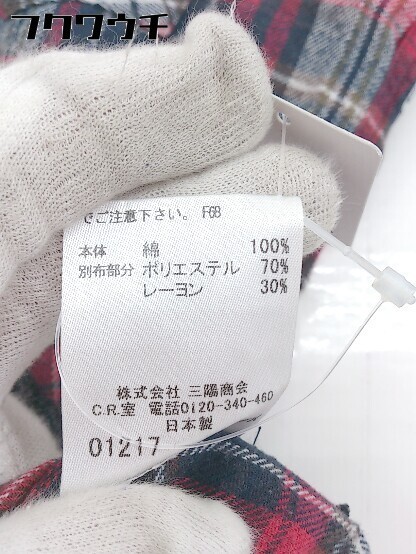 フクワウチ
でご注意下さい。 F6B
本体 綿 100%
別布部分 ポリエステル 70%
レーヨン 30%
株式会社 三陽商会
C.R.室 電話0120-340-460
日本製
01217